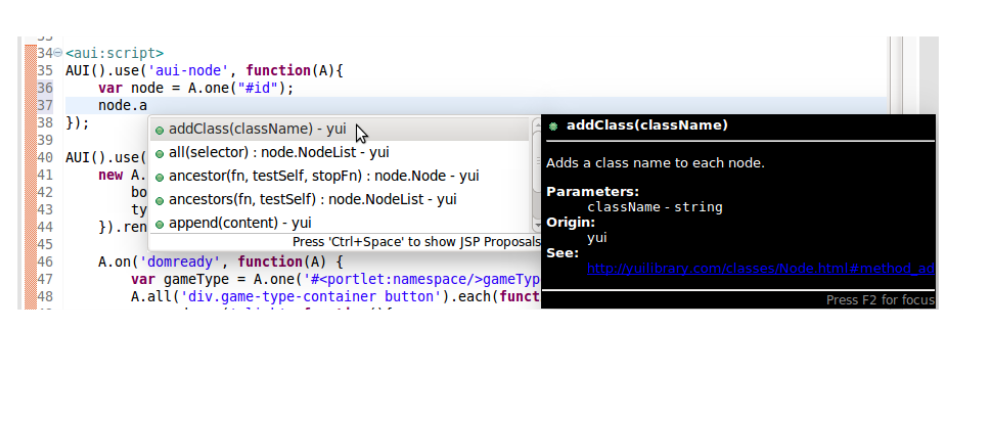 34 <aui:script>
35 AUI().use('aui-node', function(A){
36 var node = A.one("#id");
37 node.a
38 });
39
40 AUI().use(
41 new A.
42 bo
43 ty
44 }).ren
45
46 A.on('domready', function(A) {
47 var gameType = A.one('#<portlet:namespace/>gameTyp
48 A.all('div.game-type-container button').each(funct
addClass(className) - yui
all(selector) : node.NodeList - yui
ancestor(fn, testSelf, stopFn) : node.Node - yui
ancestors(fn, testSelf) : node.NodeList - yui
append(content) - yui
Press 'Ctrl+Space' to show JSP Proposals
addClass(className)
Adds a class name to each node.
Parameters:
className - string
Origin:
yui
See:
http://yuilibrary.com/classes/Node.html#method_ad
Press F2 for focus